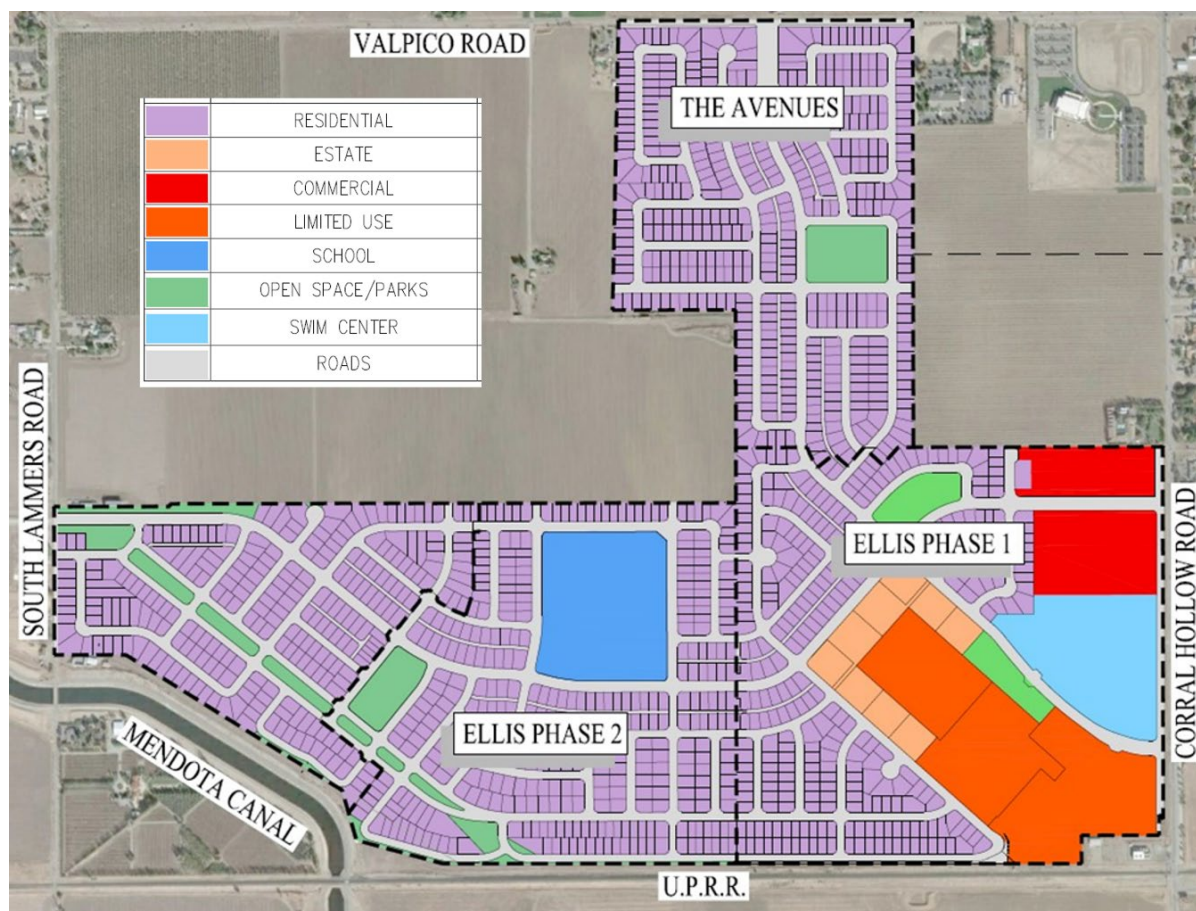 VALPICO ROAD
THE AVENUES
RESIDENTIAL
ESTATE
COMMERCIAL
LIMITED USE
SCHOOL
OPEN SPACE/PARKS
SWIM CENTER
ROADS
SOUTH LAMMERS ROAD
ELLIS PHASE 1
CORRAL HOLLOW ROAD
ELLIS PHASE 2
MENDOTA CANAL
U.P.R.R.